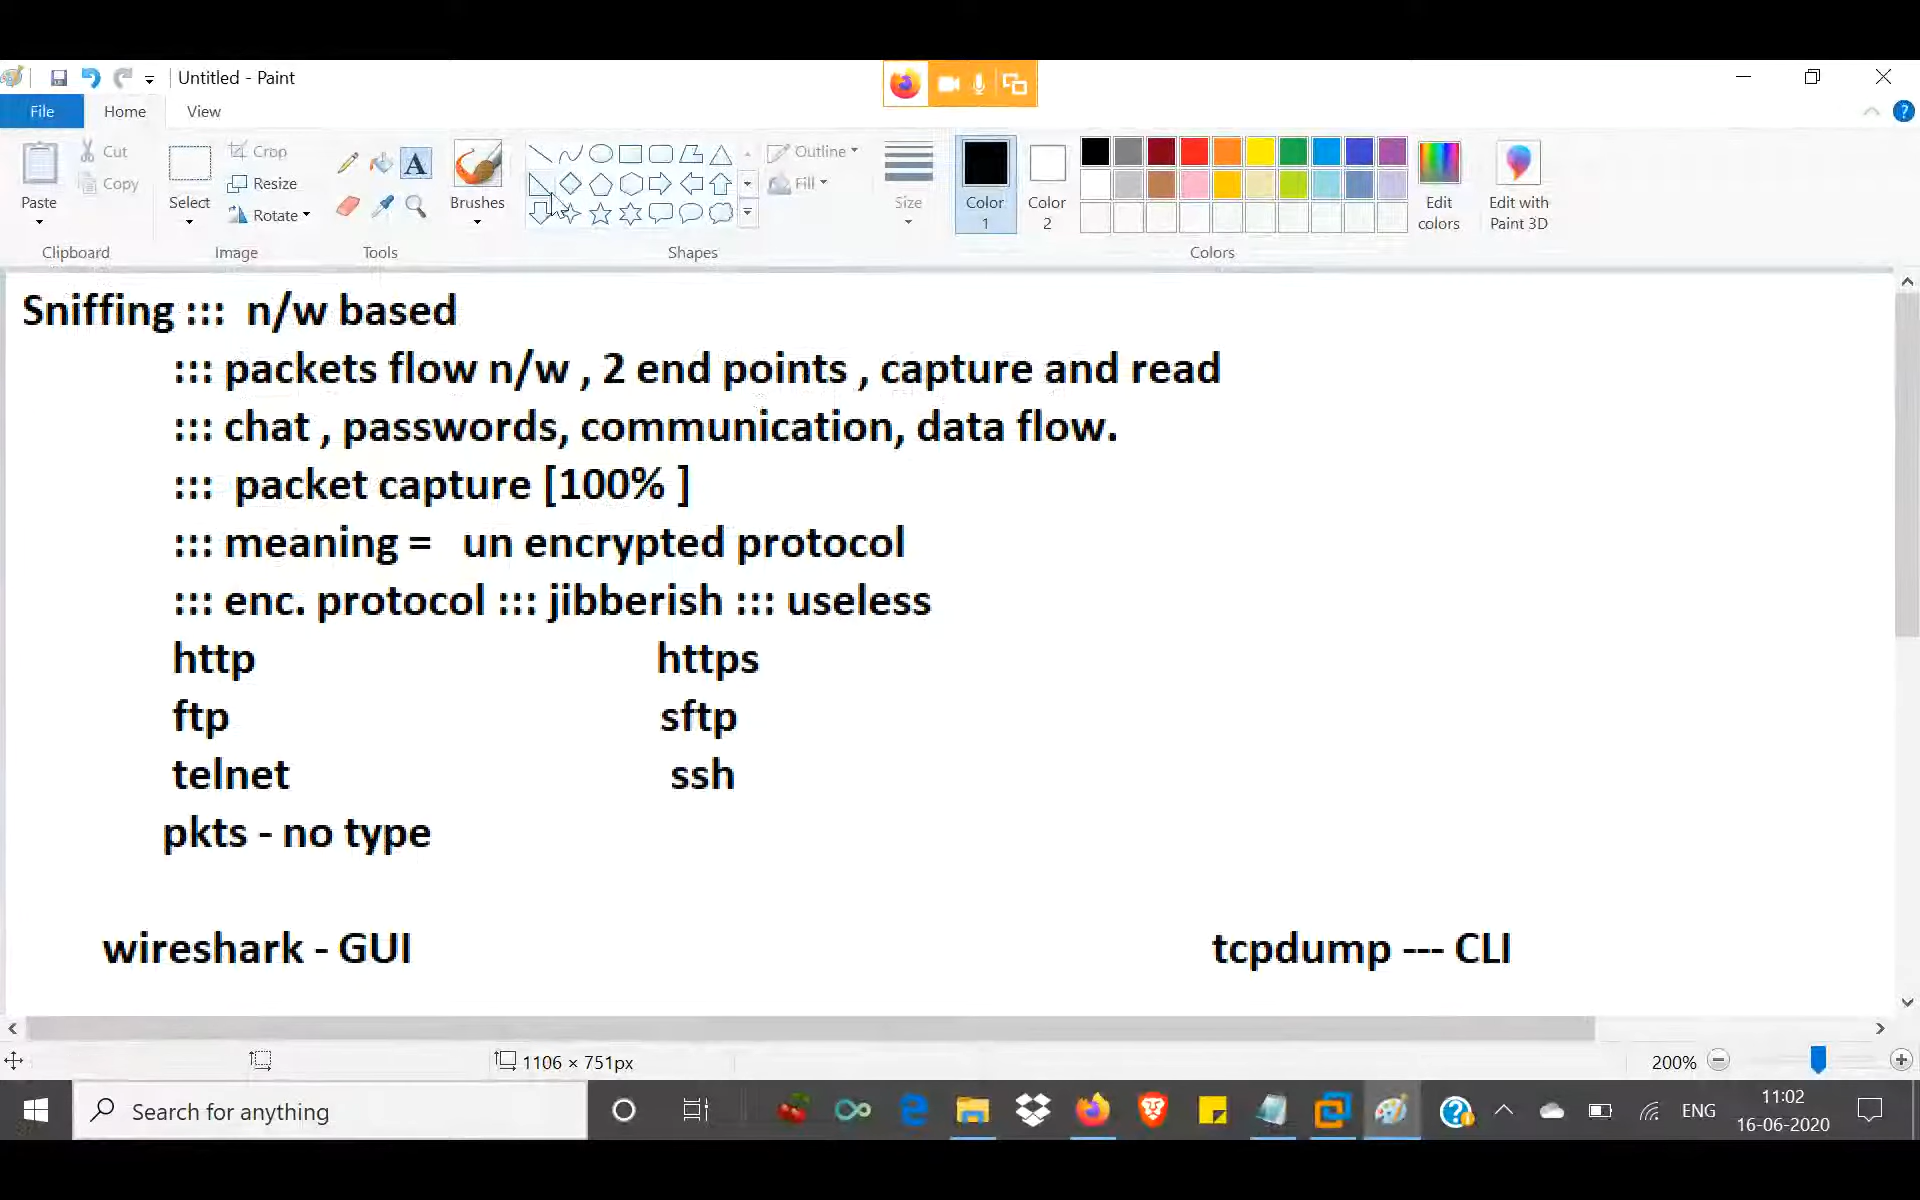 Untitled - Paint
File Home View
Paste Cut Copy Select Crop Resize Rotate Brushes Outline Fill Size Color 1 Color 2 Edit colors Edit with Paint 3D
Clipboard Image Tools Shapes Colors
Sniffing ::: n/w based
::: packets flow n/w , 2 end points , capture and read
::: chat , passwords, communication, data flow.
::: packet capture [100% ]
::: meaning = un encrypted protocol
::: enc. protocol ::: jibberish ::: useless
http https
ftp sftp
telnet ssh
pkts - no type
wireshark - GUI tcpdump --- CLI
1106 × 751px 200%
Search for anything ENG 11:02
16-06-2020